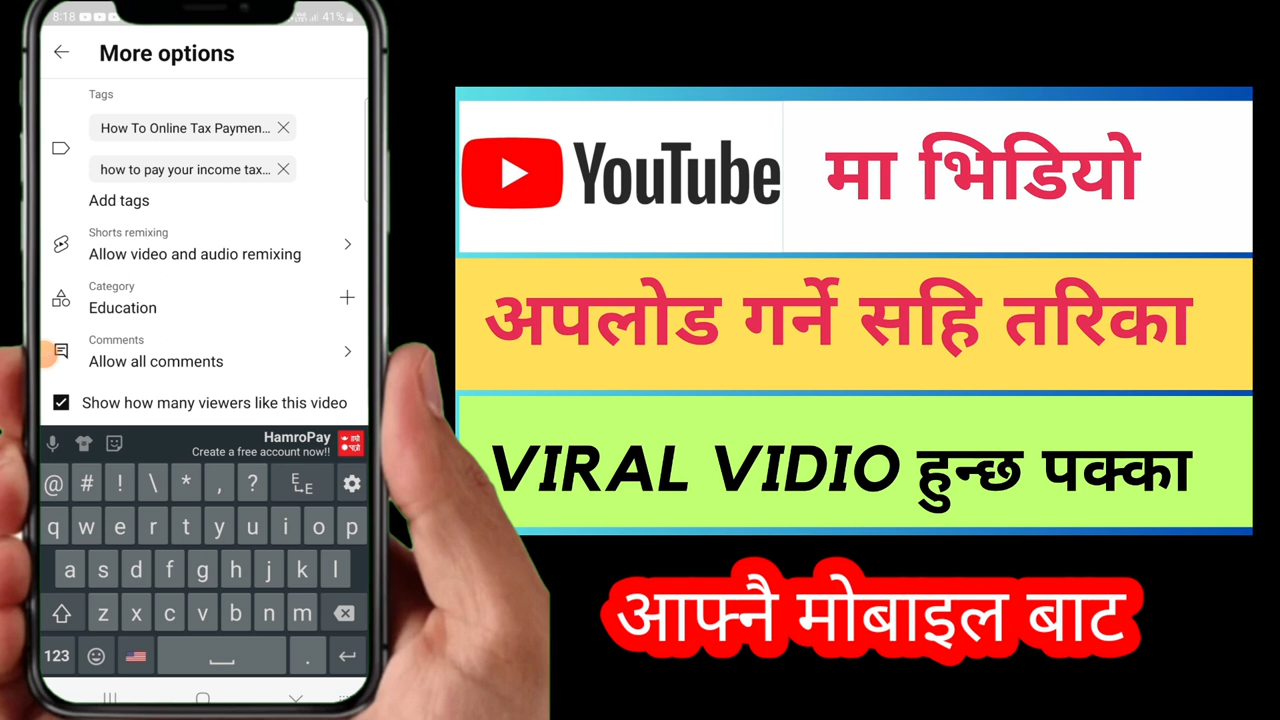 8:18
41%
More options
Tags
How To Online Tax Paymen...
how to pay your income tax...
Add tags
Shorts remixing
Allow video and audio remixing
Category
Education
Comments
Allow all comments
Show how many viewers like this video
HamroPay
Create a free account now!!
@ # ! \ * , ?
q w e r t y u i o p
a s d f g h j k l
z x c v b n m
123 .
YouTube मा भिडियो
अपलोड गर्ने सहि तरिका
VIRAL VIDIO हुन्छ पक्का
आफ्नै मोबाइल बाट